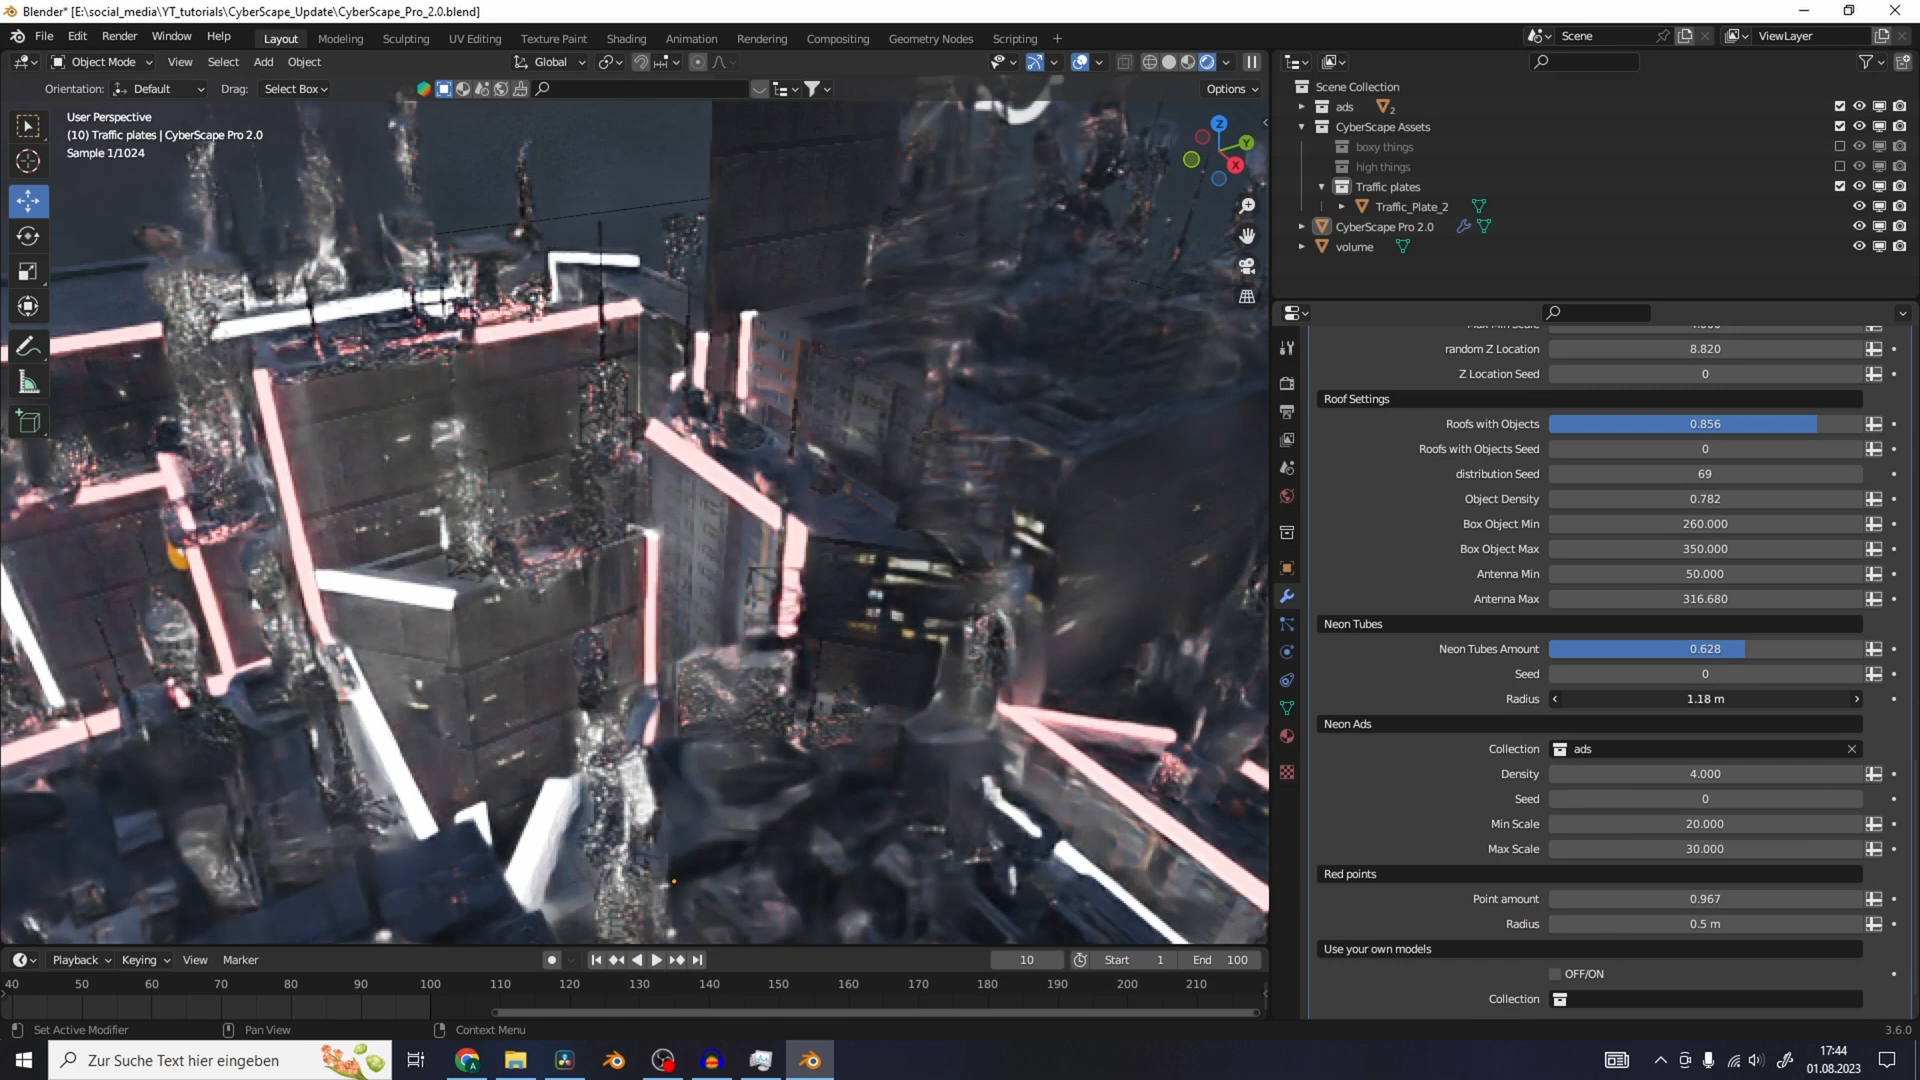 Blender* [E:\social_media\YT_tutorials\CyberScape_Update\CyberScape_Pro_2.0.blend]
File Edit Render Window Help
Layout Modeling Sculpting UV Editing Texture Paint Shading Animation Rendering Compositing Geometry Nodes Scripting +
Scene
ViewLayer
Object Mode View Select Add Object
Global
Orientation: Default Drag: Select Box
Options
User Perspective
(10) Traffic plates | CyberScape Pro 2.0
Sample 1/1024
Z
Y
X
Scene Collection
ads 2
CyberScape Assets
boxy things
high things
Traffic plates
Traffic_Plate_2
CyberScape Pro 2.0
volume
random Z Location 8.820
Z Location Seed 0
Roof Settings
Roofs with Objects 0.856
Roofs with Objects Seed 0
distribution Seed 69
Object Density 0.782
Box Object Min 260.000
Box Object Max 350.000
Antenna Min 50.000
Antenna Max 316.680
Neon Tubes
Neon Tubes Amount 0.628
Seed 0
Radius 1.18 m
Neon Ads
Collection ads
Density 4.000
Seed 0
Min Scale 20.000
Max Scale 30.000
Red points
Point amount 0.967
Radius 0.5 m
Use your own models
OFF/ON
Collection
Playback Keying View Marker
10 Start 1 End 100
40 50 60 70 80 90 100 110 120 130 140 150 160 170 180 190 200 210
Set Active Modifier Pan View Context Menu
3.6.0
Zur Suche Text hier eingeben
17:44
01.08.2023